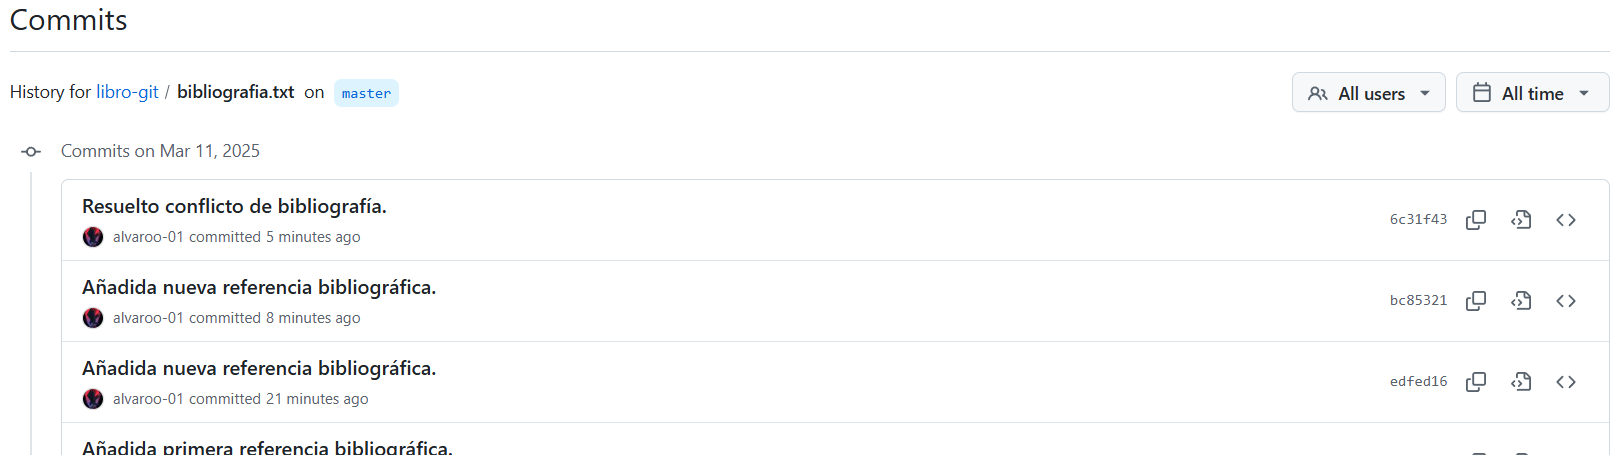 Commits
History for libro-git / bibliografia.txt on master
All users
All time
Commits on Mar 11, 2025
Resuelto conflicto de bibliografía.
alvaroo-01 committed 5 minutes ago
6c31f43
Añadida nueva referencia bibliográfica.
alvaroo-01 committed 8 minutes ago
bc85321
Añadida nueva referencia bibliográfica.
alvaroo-01 committed 21 minutes ago
edfed16
Añadida primera referencia bibliográfica.